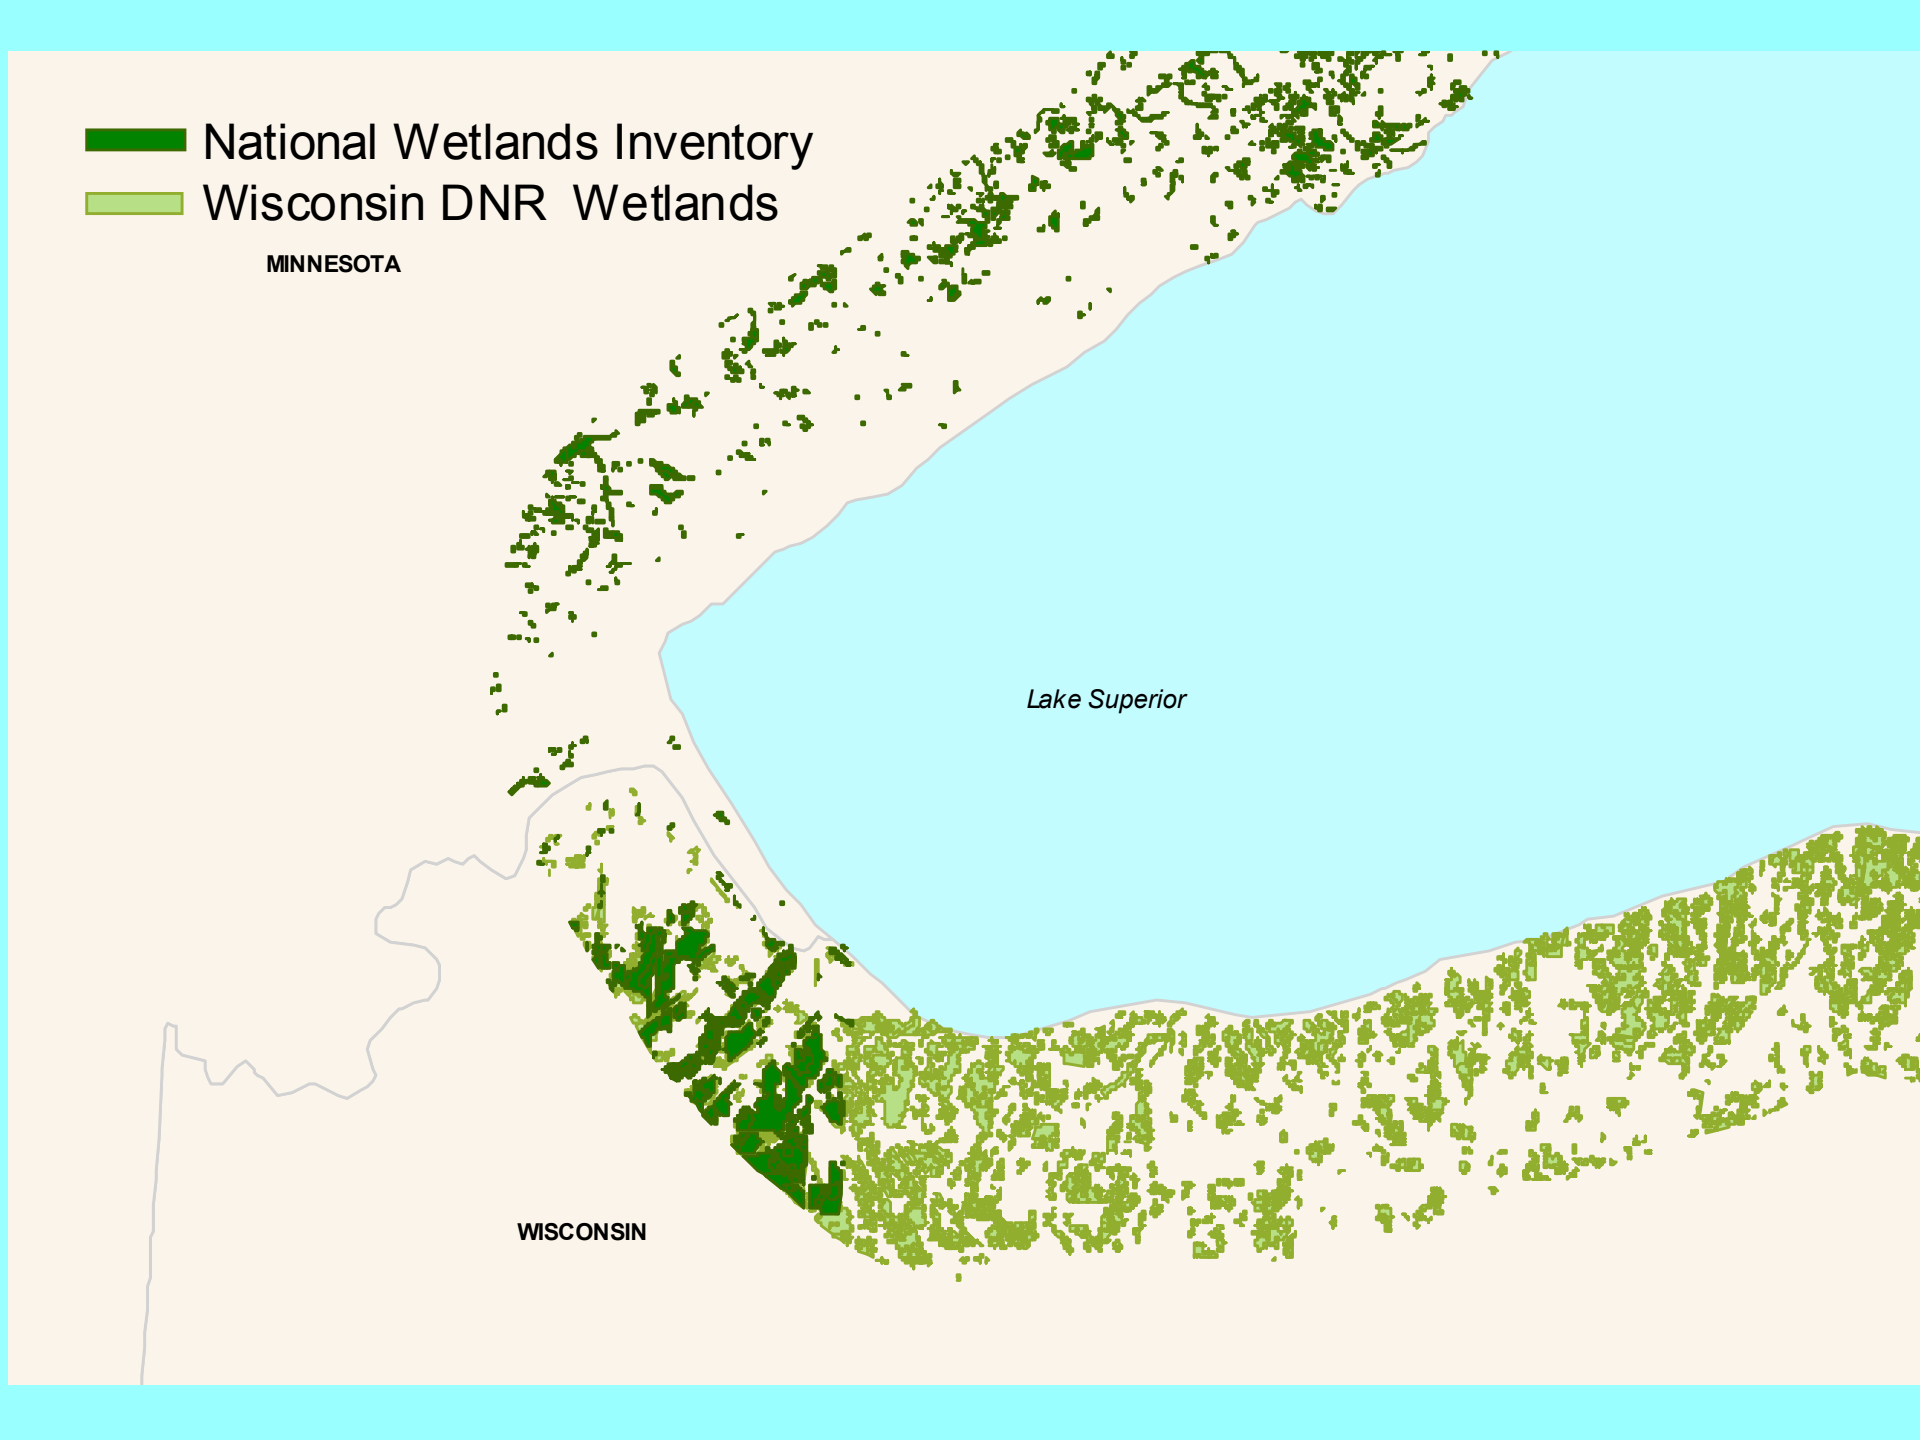 National Wetlands Inventory
Wisconsin DNR Wetlands
MINNESOTA
Lake Superior
WISCONSIN